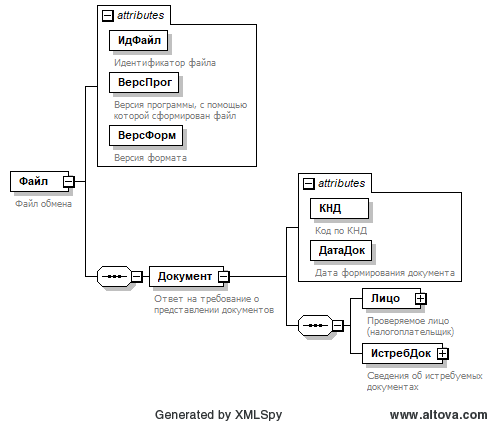 attributes
ИдФайл
Идентификатор файла
ВерсПрог
Версия программы, с помощью
которой сформирован файл
ВерсФорм
Версия формата
Файл
Файл обмена
Документ
Ответ на требование о
представлении документов
attributes
КНД
Код по КНД
ДатаДок
Дата формирования документа
Лицо
Проверяемое лицо
(налогоплательщик)
ИстребДок
Сведения об истребуемых
документах
Generated by XMLSpy
www.altova.com